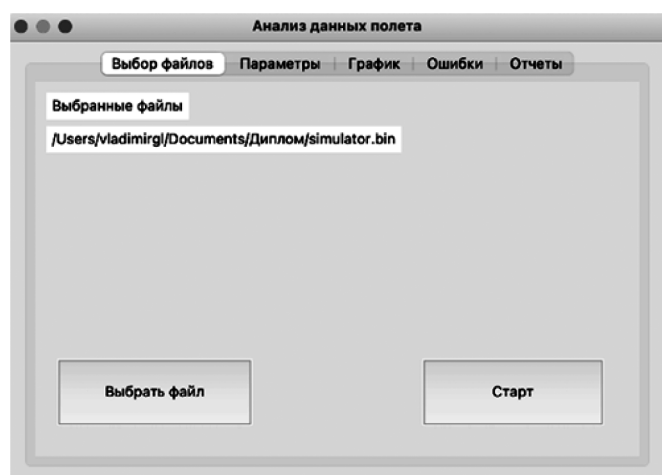 Анализ данных полета
Выбор файлов Параметры График Ошибки Отчеты
Выбранные файлы
/Users/vladimirgl/Documents/Диплом/simulator.bin
Выбрать файл Старт